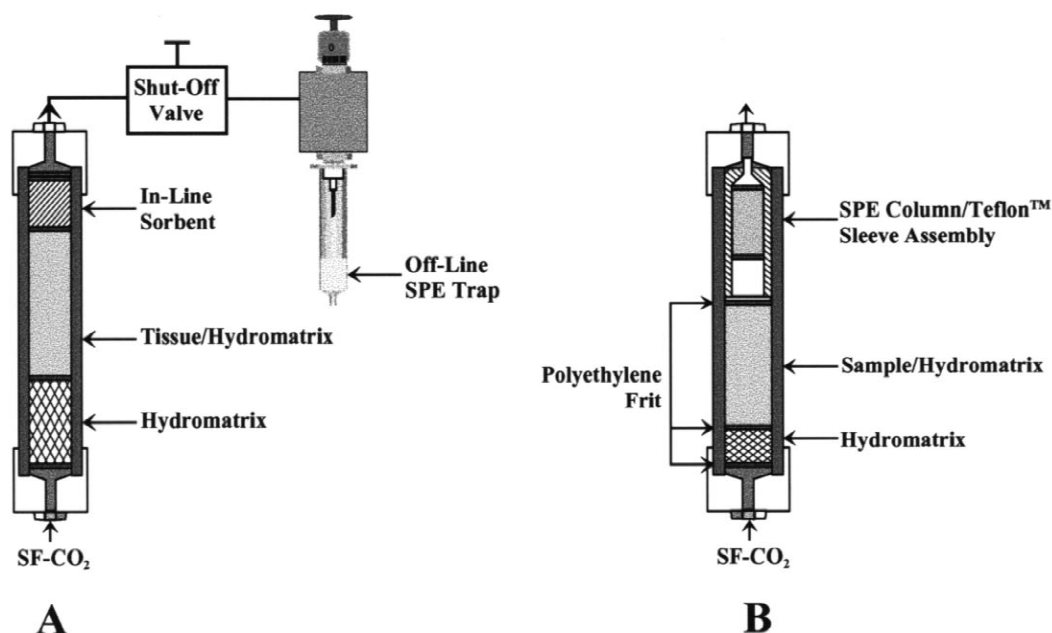 Shut-Off
Valve
In-Line
Sorbent
Off-Line
SPE Trap
Tissue/Hydromatrix
Hydromatrix
SF-CO₂
A
SPE Column/Teflon™
Sleeve Assembly
Polyethylene
Frit
Sample/Hydromatrix
Hydromatrix
SF-CO₂
B